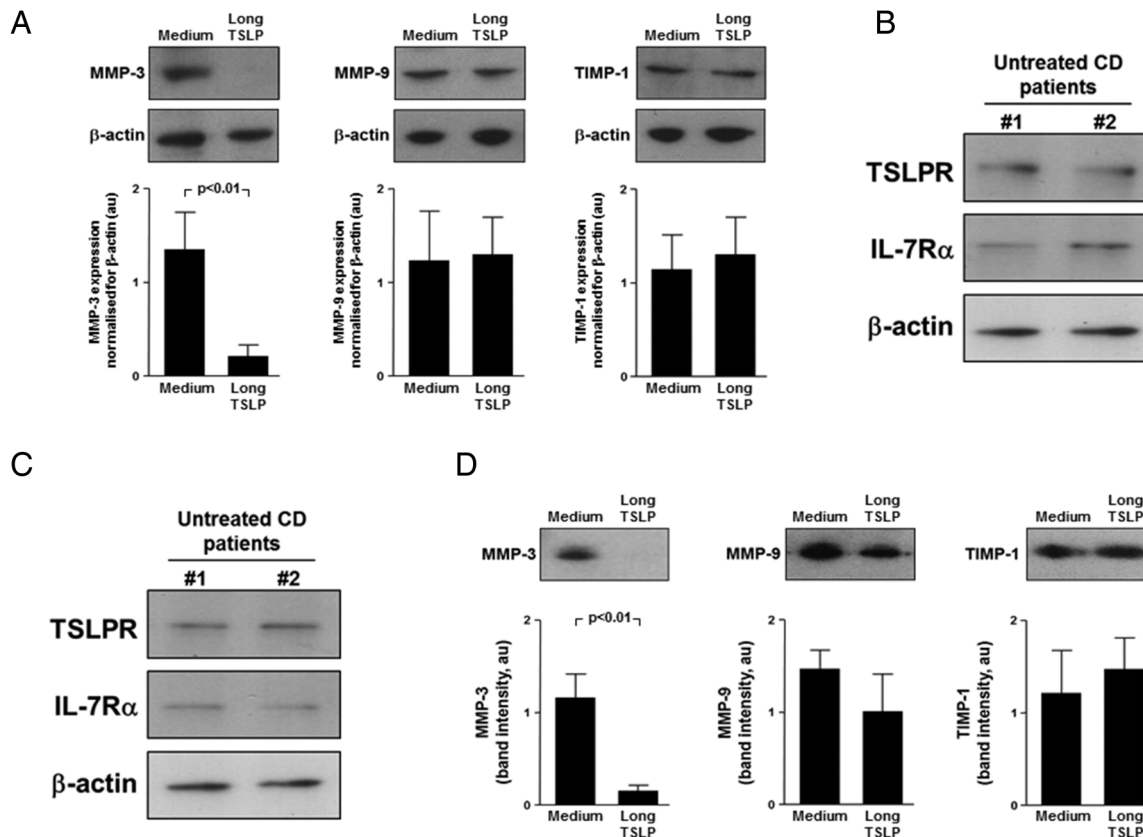 A
Medium
Long
TSLP
MMP-3
β-actin
p<0.01
MMP-3 expression
normalised for β-actin (au)
2
1
0
Medium
Long
TSLP
Medium
Long
TSLP
MMP-9
β-actin
MMP-9 expression
normalised for β-actin (au)
2
1
0
Medium
Long
TSLP
Medium
Long
TSLP
TIMP-1
β-actin
TIMP-1 expression
normalised for β-actin (au)
2
1
0
Medium
Long
TSLP
B
Untreated CD
patients
#1 #2
TSLPR
IL-7Rα
β-actin
C
Untreated CD
patients
#1 #2
TSLPR
IL-7Rα
β-actin
D
Medium
Long
TSLP
MMP-3
p<0.01
MMP-3
(band intensity, au)
2
1
0
Medium
Long
TSLP
Medium
Long
TSLP
MMP-9
MMP-9
(band intensity, au)
2
1
0
Medium
Long
TSLP
Medium
Long
TSLP
TIMP-1
TIMP-1
(band intensity, au)
2
1
0
Medium
Long
TSLP